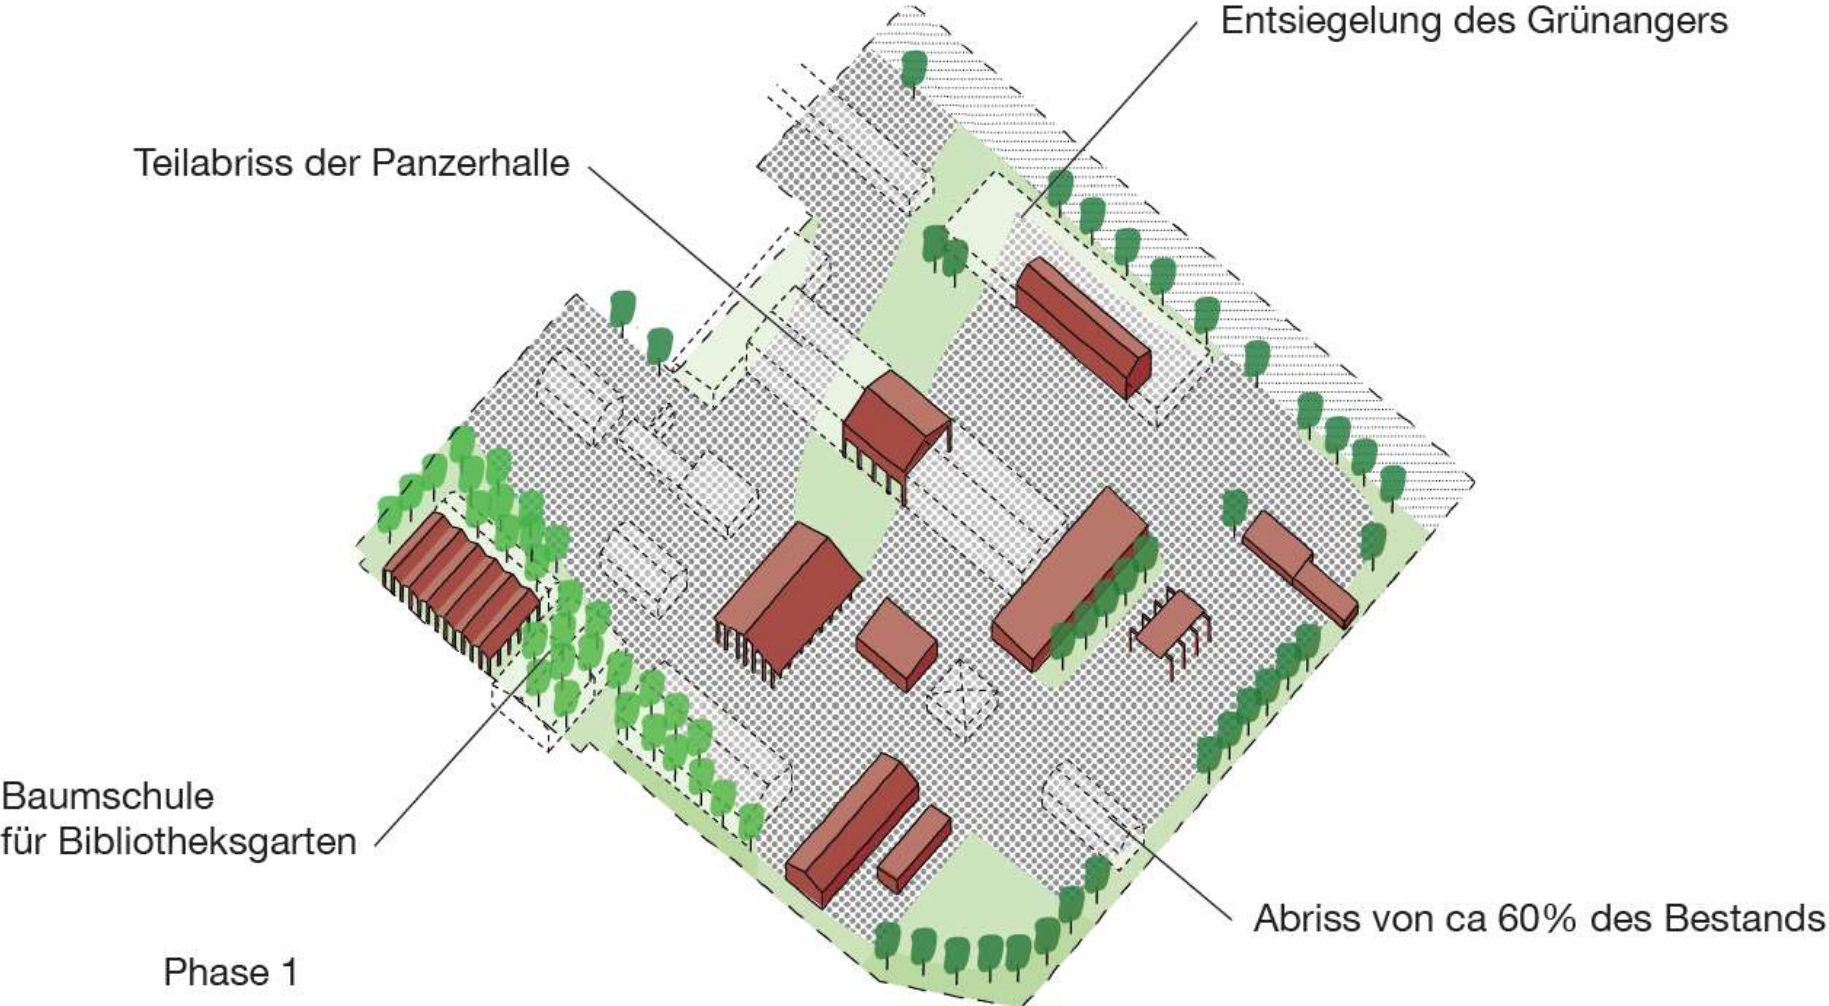 Entsiegelung des Grünangers
Teilabriss der Panzerhalle
Baumschule
für Bibliotheksgarten
Abriss von ca 60% des Bestands
Phase 1